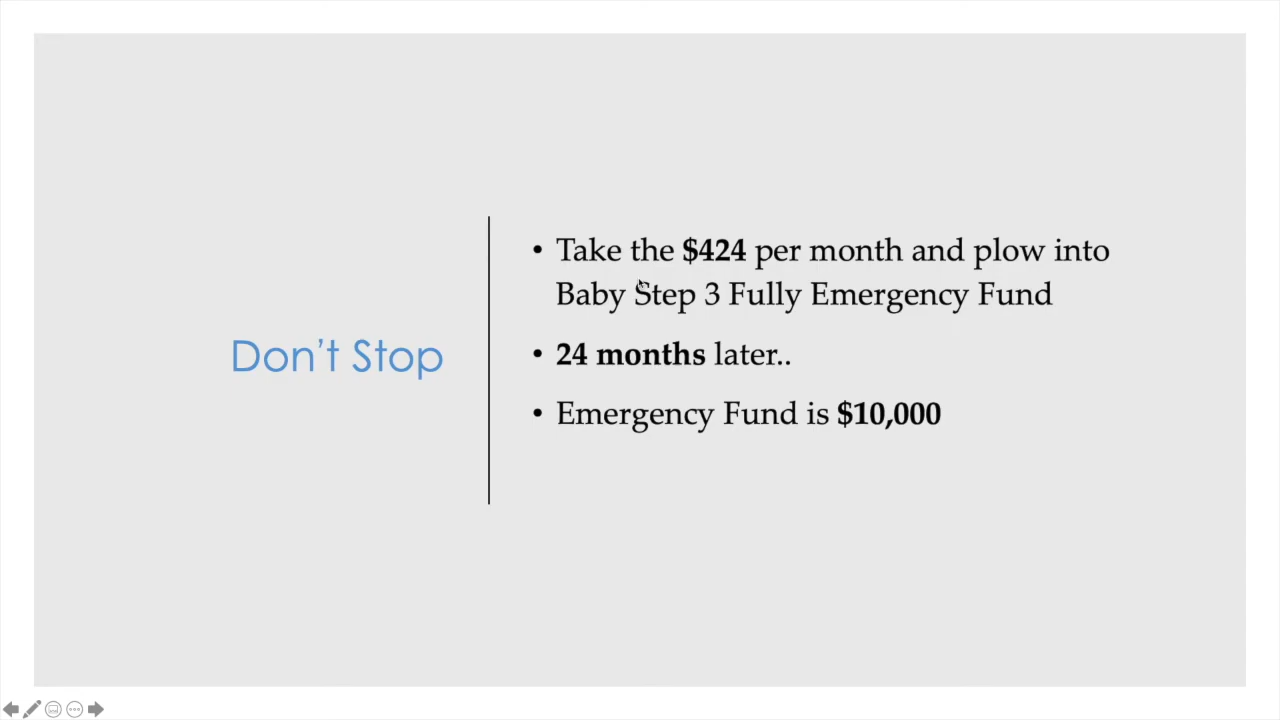 Don’t Stop
• Take the $424 per month and plow into
Baby Step 3 Fully Emergency Fund
• 24 months later..
• Emergency Fund is $10,000